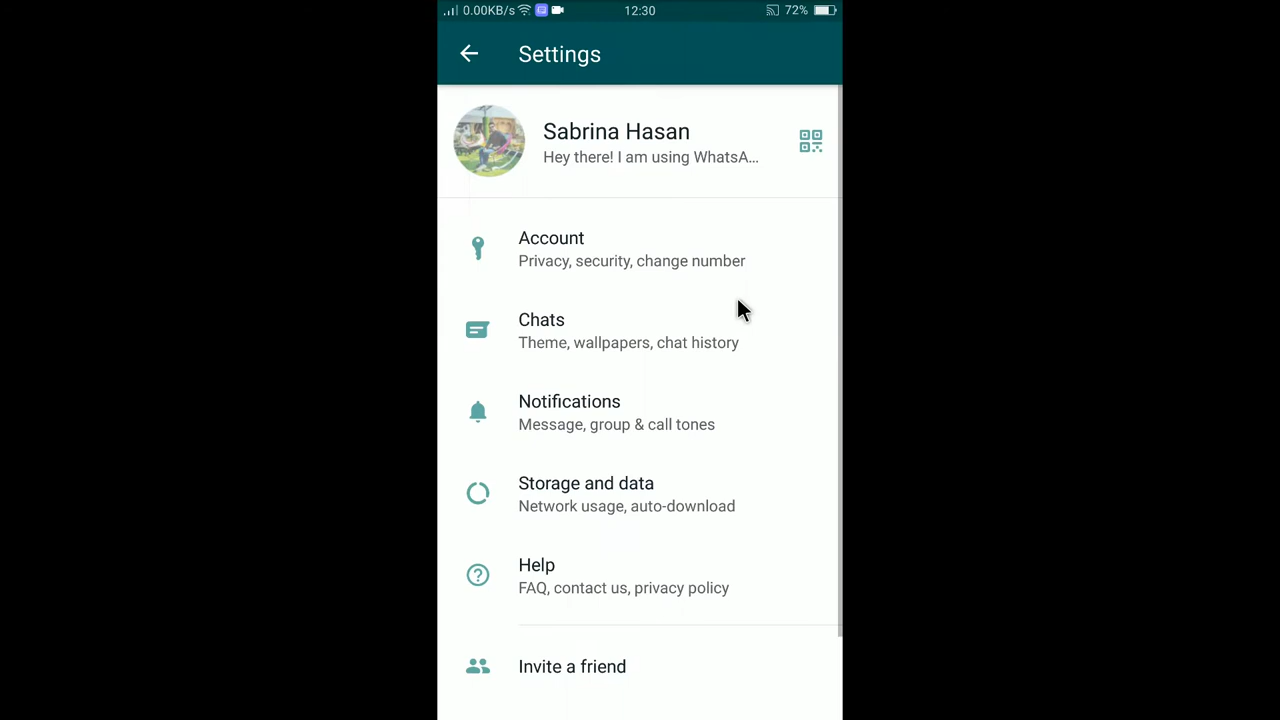 0.00KB/s 12:30 72%
Settings
Sabrina Hasan
Hey there! I am using WhatsA...
Account
Privacy, security, change number
Chats
Theme, wallpapers, chat history
Notifications
Message, group & call tones
Storage and data
Network usage, auto-download
Help
FAQ, contact us, privacy policy
Invite a friend